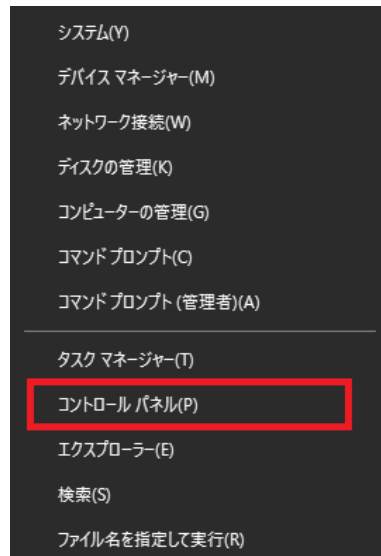 システム(Y)
デバイス マネージャー(M)
ネットワーク接続(W)
ディスクの管理(K)
コンピューターの管理(G)
コマンド プロンプト(C)
コマンド プロンプト (管理者)(A)
タスク マネージャー(T)
コントロール パネル(P)
エクスプローラー(E)
検索(S)
ファイル名を指定して実行(R)